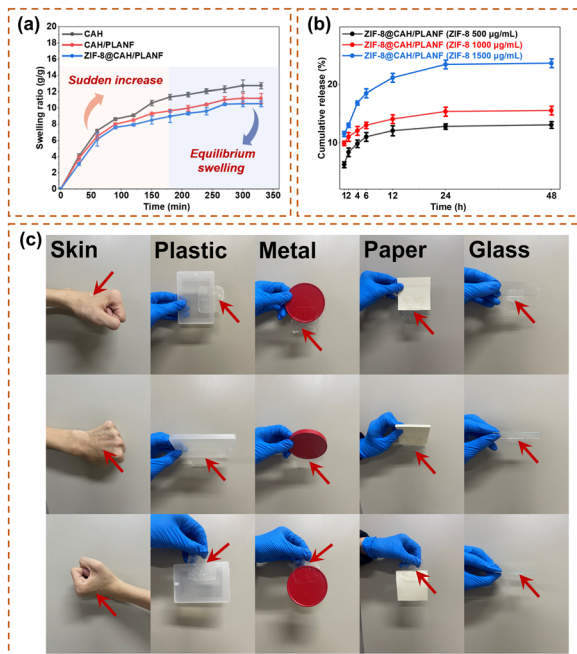 (a)
CAH
CAH/PLANF
ZIF-8@CAH/PLANF
Sudden increase
Equilibrium
swelling
Swelling ratio (g/g)
16
14
12
10
8
6
4
2
0
0 50 100 150 200 250 300 350
Time (min)
(b)
ZIF-8@CAH/PLANF (ZIF-8 500 μg/mL)
ZIF-8@CAH/PLANF (ZIF-8 1000 μg/mL)
ZIF-8@CAH/PLANF (ZIF-8 1500 μg/mL)
Cumulative release (%)
20
10
0
1 2 4 6 12 24 48
Time (h)
(c)
Skin Plastic Metal Paper Glass